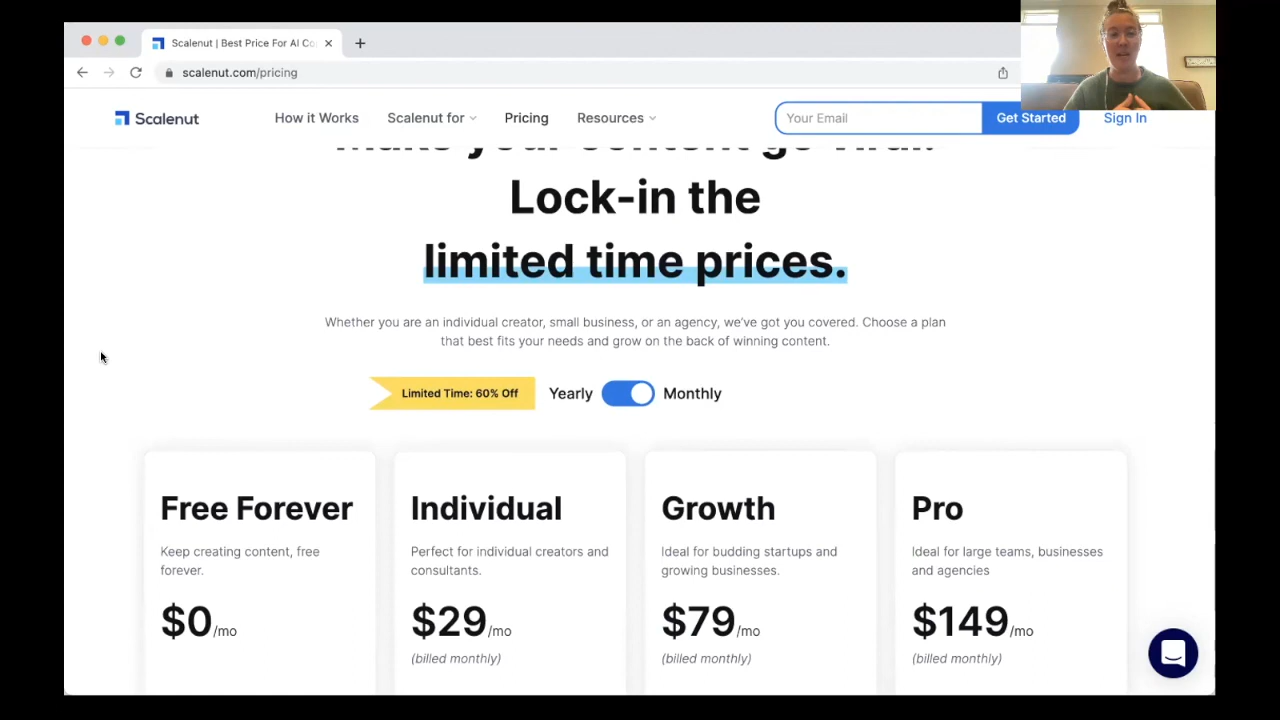 Scalenut | Best Price For AI Co
scalenut.com/pricing
Scalenut
How it Works
Scalenut for
Pricing
Resources
Your Email
Get Started
Sign In
Make your content go viral.
Lock-in the
limited time prices.
Whether you are an individual creator, small business, or an agency, we've got you covered. Choose a plan
that best fits your needs and grow on the back of winning content.
Limited Time: 60% Off
Yearly
Monthly
Free Forever
Keep creating content, free
forever.
$0/mo
Individual
Perfect for individual creators and
consultants.
$29/mo
(billed monthly)
Growth
Ideal for budding startups and
growing businesses.
$79/mo
(billed monthly)
Pro
Ideal for large teams, businesses
and agencies
$149/mo
(billed monthly)